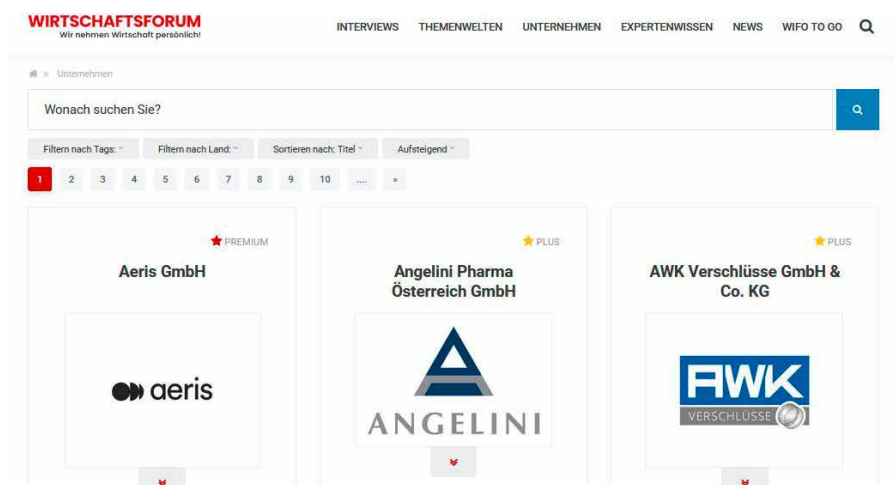 WIRTSCHAFTSFORUM
Wir nehmen Wirtschaft persönlich!
INTERVIEWS THEMENWELTEN UNTERNEHMEN EXPERTENWISSEN NEWS WIFO TO GO
» Unternehmen
Wonach suchen Sie?
Filtern nach Tags: Filtern nach Land: Sortieren nach: Titel Aufsteigend
1 2 3 4 5 6 7 8 9 10 .... »
PREMIUM
Aeris GmbH
aeris
PLUS
Angelini Pharma
Österreich GmbH
ANGELINI
PLUS
AWK Verschlüsse GmbH &
Co. KG
AWK
VERSCHLÜSSE